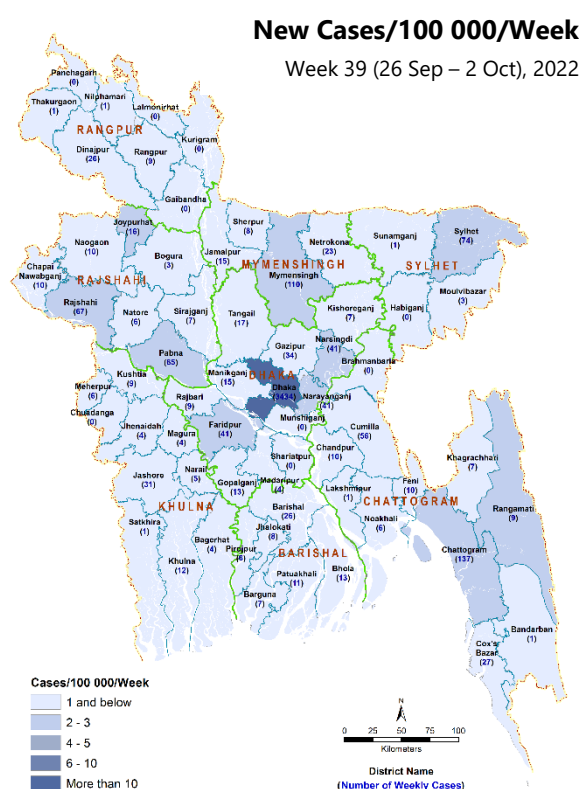 New Cases/100 000/Week
Week 39 (26 Sep – 2 Oct), 2022
Panchagarh
(0)
Thakurgaon
(1)
Nilphamari
(1)
Lalmonirhat
(0)
RANGPUR
Dinajpur
(26)
Rangpur
(9)
Kurigram
(0)
Gaibandha
(0)
Joypurhat
(16)
Naogaon
(10)
Bogura
(3)
Chapai
Nawabganj
(10)
RAJSHAHI
Rajshahi
(67)
Natore
(6)
Sirajganj
(7)
Pabna
(65)
Sherpur
(8)
Jamalpur
(15)
Netrokona
(23)
MYMENSINGH
Mymensingh
Sunamganj
(1)
Sylhet
(74)
SYLHET
Moulvibazar
(3)
Habiganj
(0)
Tangail
(17)
Kishoreganj
(7)
Gazipur
(34)
Narsingdi
(41)
Brahmanbaria
(0)
Manikganj
(15)
DHAKA
Dhaka
(3434)
Narayanganj
(41)
Munshiganj
(0)
Kushtia
(9)
Meherpur
(6)
Chuadanga
(0)
Rajbari
(9)
Jhenaidah
(4)
Magura
(4)
Faridpur
(41)
Cumilla
(56)
Chandpur
(10)
Shariatpur
(0)
Madaripur
(4)
Narail
(5)
Gopalganj
(13)
Jashore
(31)
KHULNA
Satkhira
(1)
Khulna
(12)
Bagerhat
(4)
Barishal
(26)
Jhalokati
(8)
Pirojpur
(6)
BARISHAL
Patuakhali
(11)
Bhola
(13)
Barguna
(7)
Lakshmipur
(1)
Feni
(10)
Noakhali
(6)
CHATTOGRAM
Khagrachhari
(7)
Rangamati
(9)
Chattogram
(137)
Bandarban
(1)
Cox's
Bazar
(27)
Cases/100 000/Week
1 and below
2 - 3
4 - 5
6 - 10
More than 10
N
0 25 50 75 100
Kilometers
District Name
(Number of Weekly Cases)